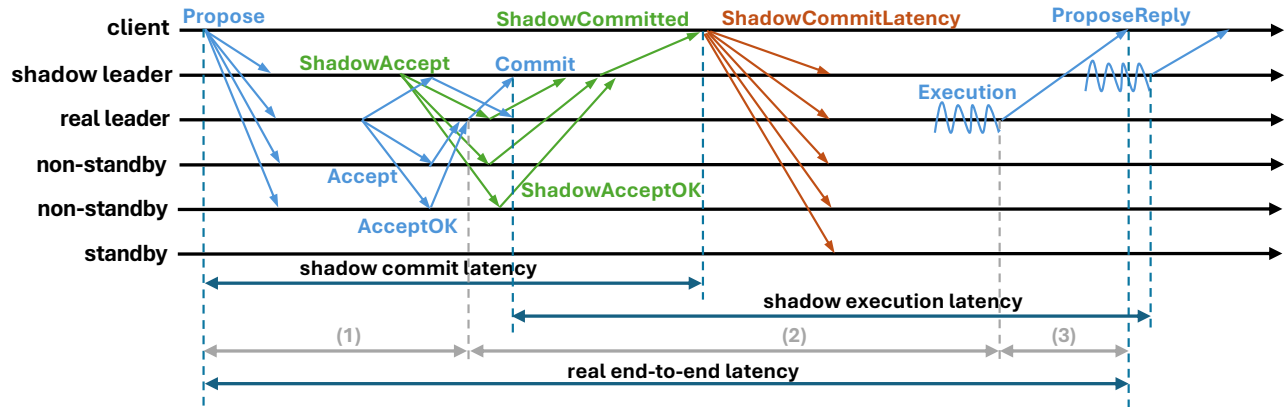 Propose
ShadowCommitted
ShadowCommitLatency
ProposeReply
client
ShadowAccept
Commit
shadow leader
Execution
real leader
non-standby
Accept
ShadowAcceptOK
non-standby
AcceptOK
standby
shadow commit latency
shadow execution latency
(1)
(2)
(3)
real end-to-end latency